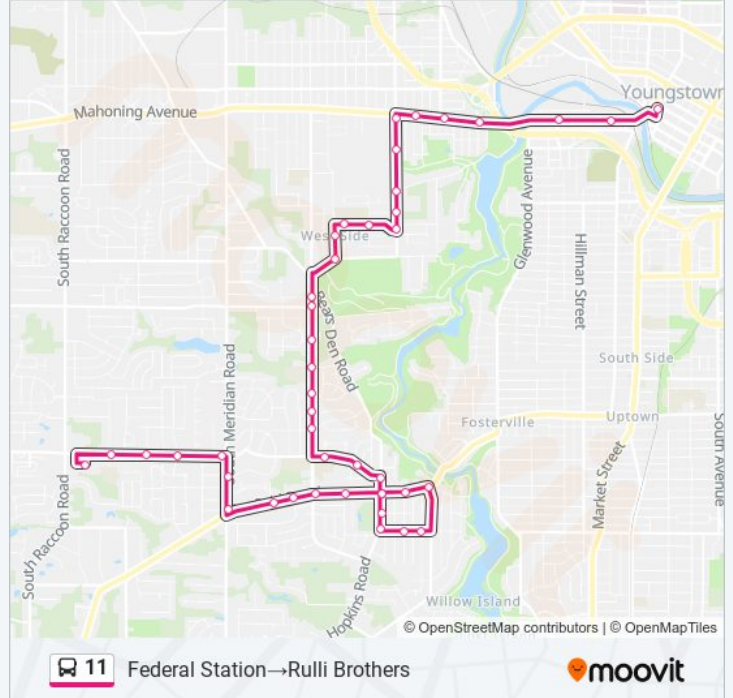 Youngstown
Mahoning Avenue
South Raccoon Road
Glenwood Avenue
West Side
Hillman Street
Bears Den Road
South Meridian Road
South Side
Fosterville
Uptown
South Avenue
Market Street
South Raccoon Road
Hopkins Road
Willow Island
© OpenStreetMap contributors | © OpenMapTiles
11 Federal Station→Rulli Brothers
moovit